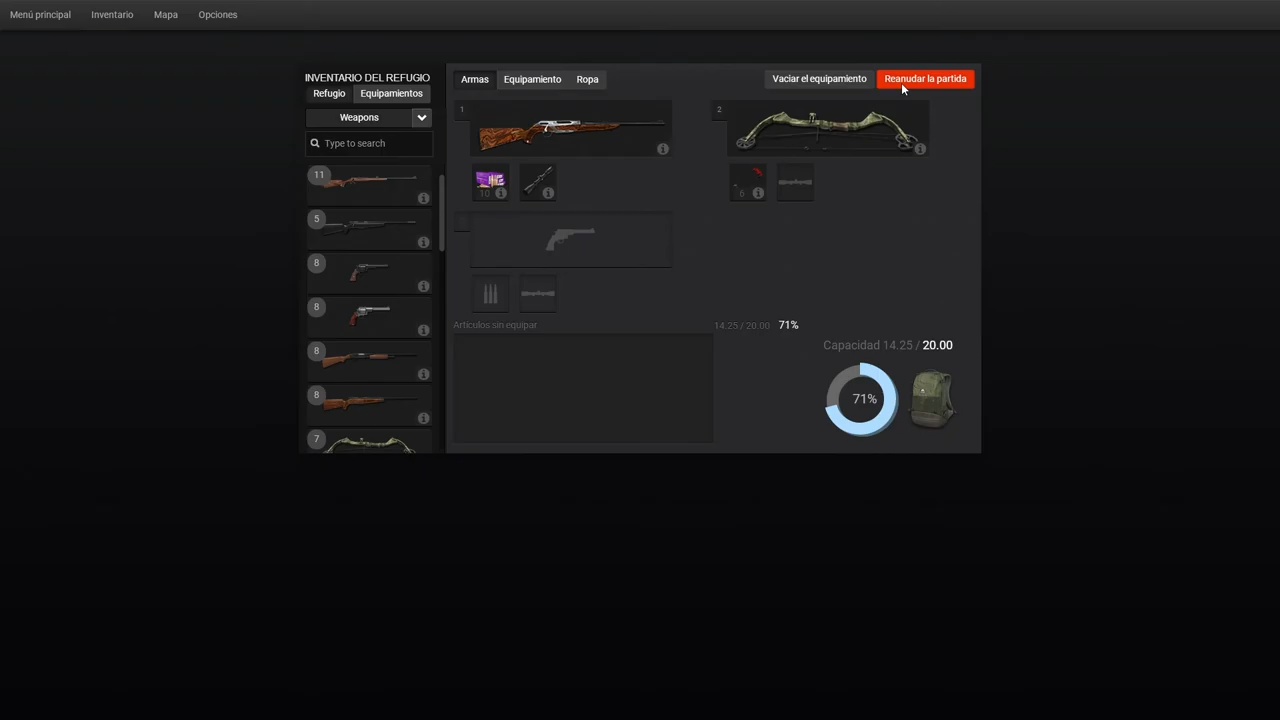 Menú principal Inventario Mapa Opciones
INVENTARIO DEL REFUGIO
Refugio Equipamientos
Weapons
Type to search
11
5
8
8
8
8
7
Armas Equipamiento Ropa Vaciar el equipamiento Reanudar la partida
1 2
10 6
Artículos sin equipar 14.25 / 20.00 71%
Capacidad 14.25 / 20.00
71%